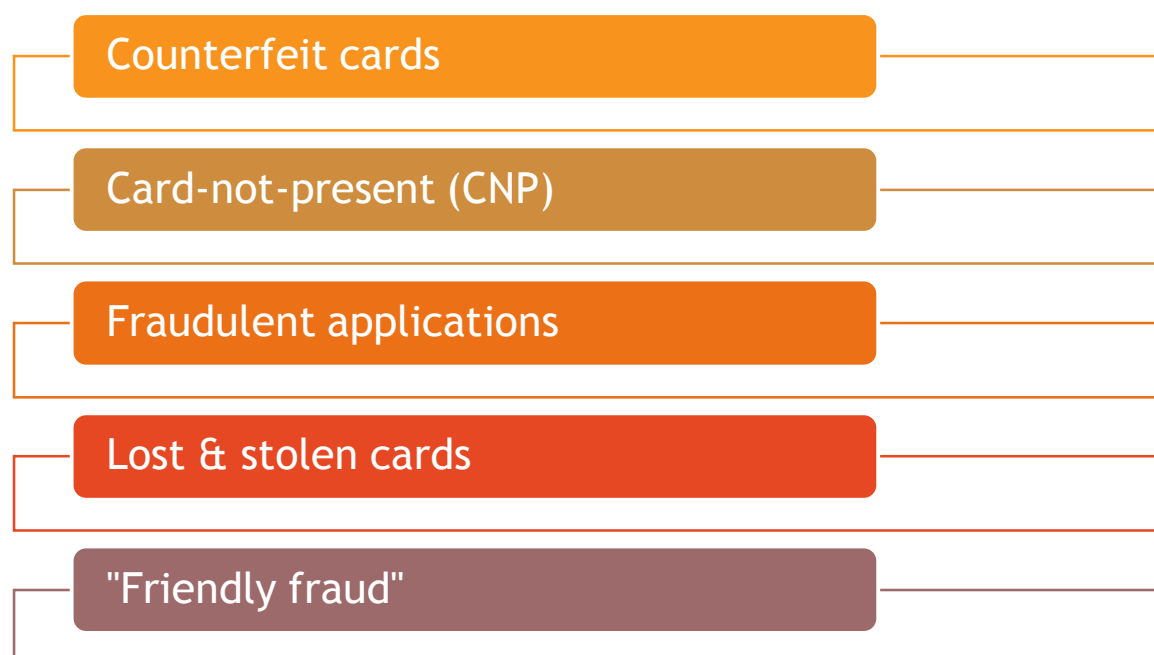 Counterfeit cards
Card-not-present (CNP)
Fraudulent applications
Lost & stolen cards
"Friendly fraud"